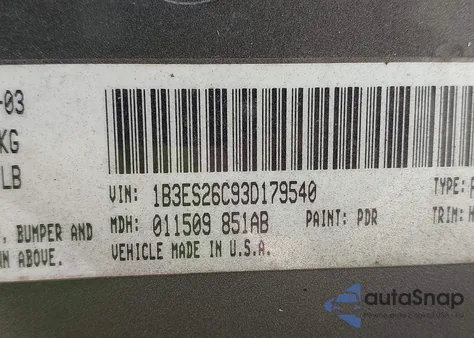 -03
KG
LB
VIN: 1B3ES26C93D179540
TYPE:
MDH: 011509 851AB PAINT: PDR TRIM:
, BUMPER AND
VEHICLE MADE IN U.S.A.
N ABOVE.
autoSnap